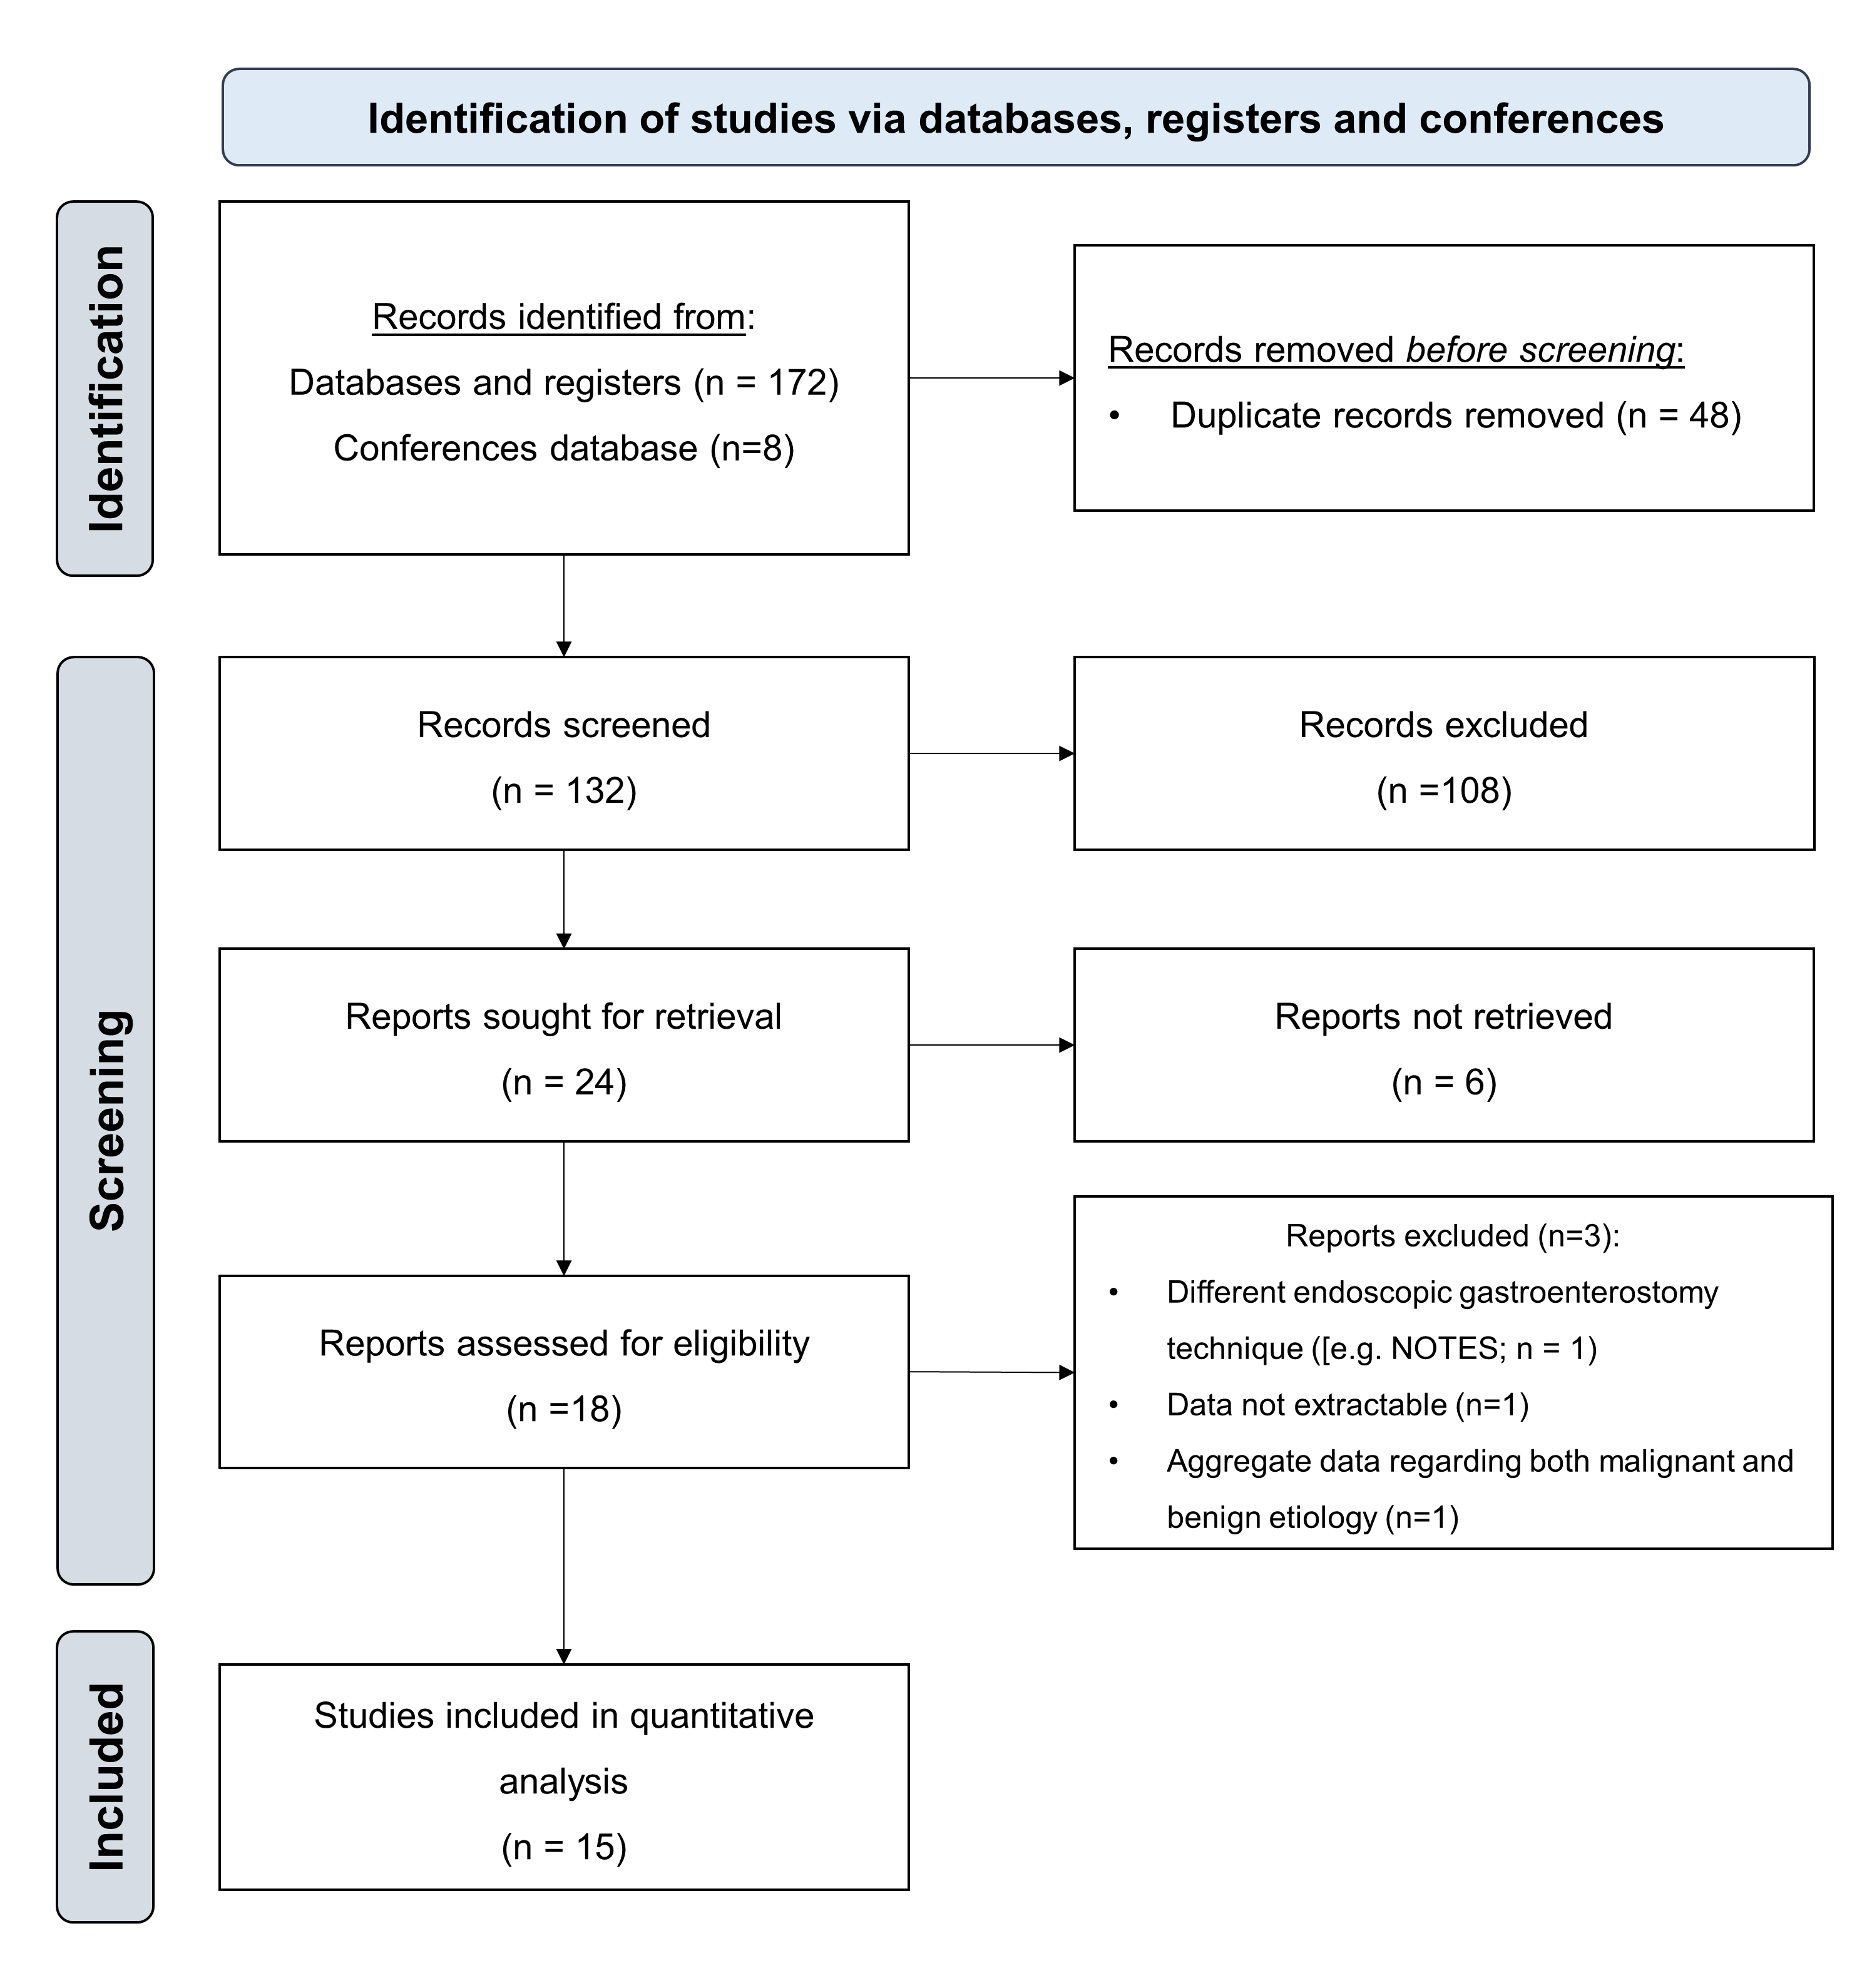 Identification of studies via databases, registers and conferences
Identification
Records identified from:
Databases and registers (n = 172)
Conferences database (n=8)
Records removed before screening:
• Duplicate records removed (n = 48)
Screening
Records screened
(n = 132)
Records excluded
(n =108)
Reports sought for retrieval
(n = 24)
Reports not retrieved
(n = 6)
Reports assessed for eligibility
(n =18)
Reports excluded (n=3):
• Different endoscopic gastroenterostomy
technique ([e.g. NOTES; n = 1)
• Data not extractable (n=1)
• Aggregate data regarding both malignant and
benign etiology (n=1)
Included
Studies included in quantitative
analysis
(n = 15)